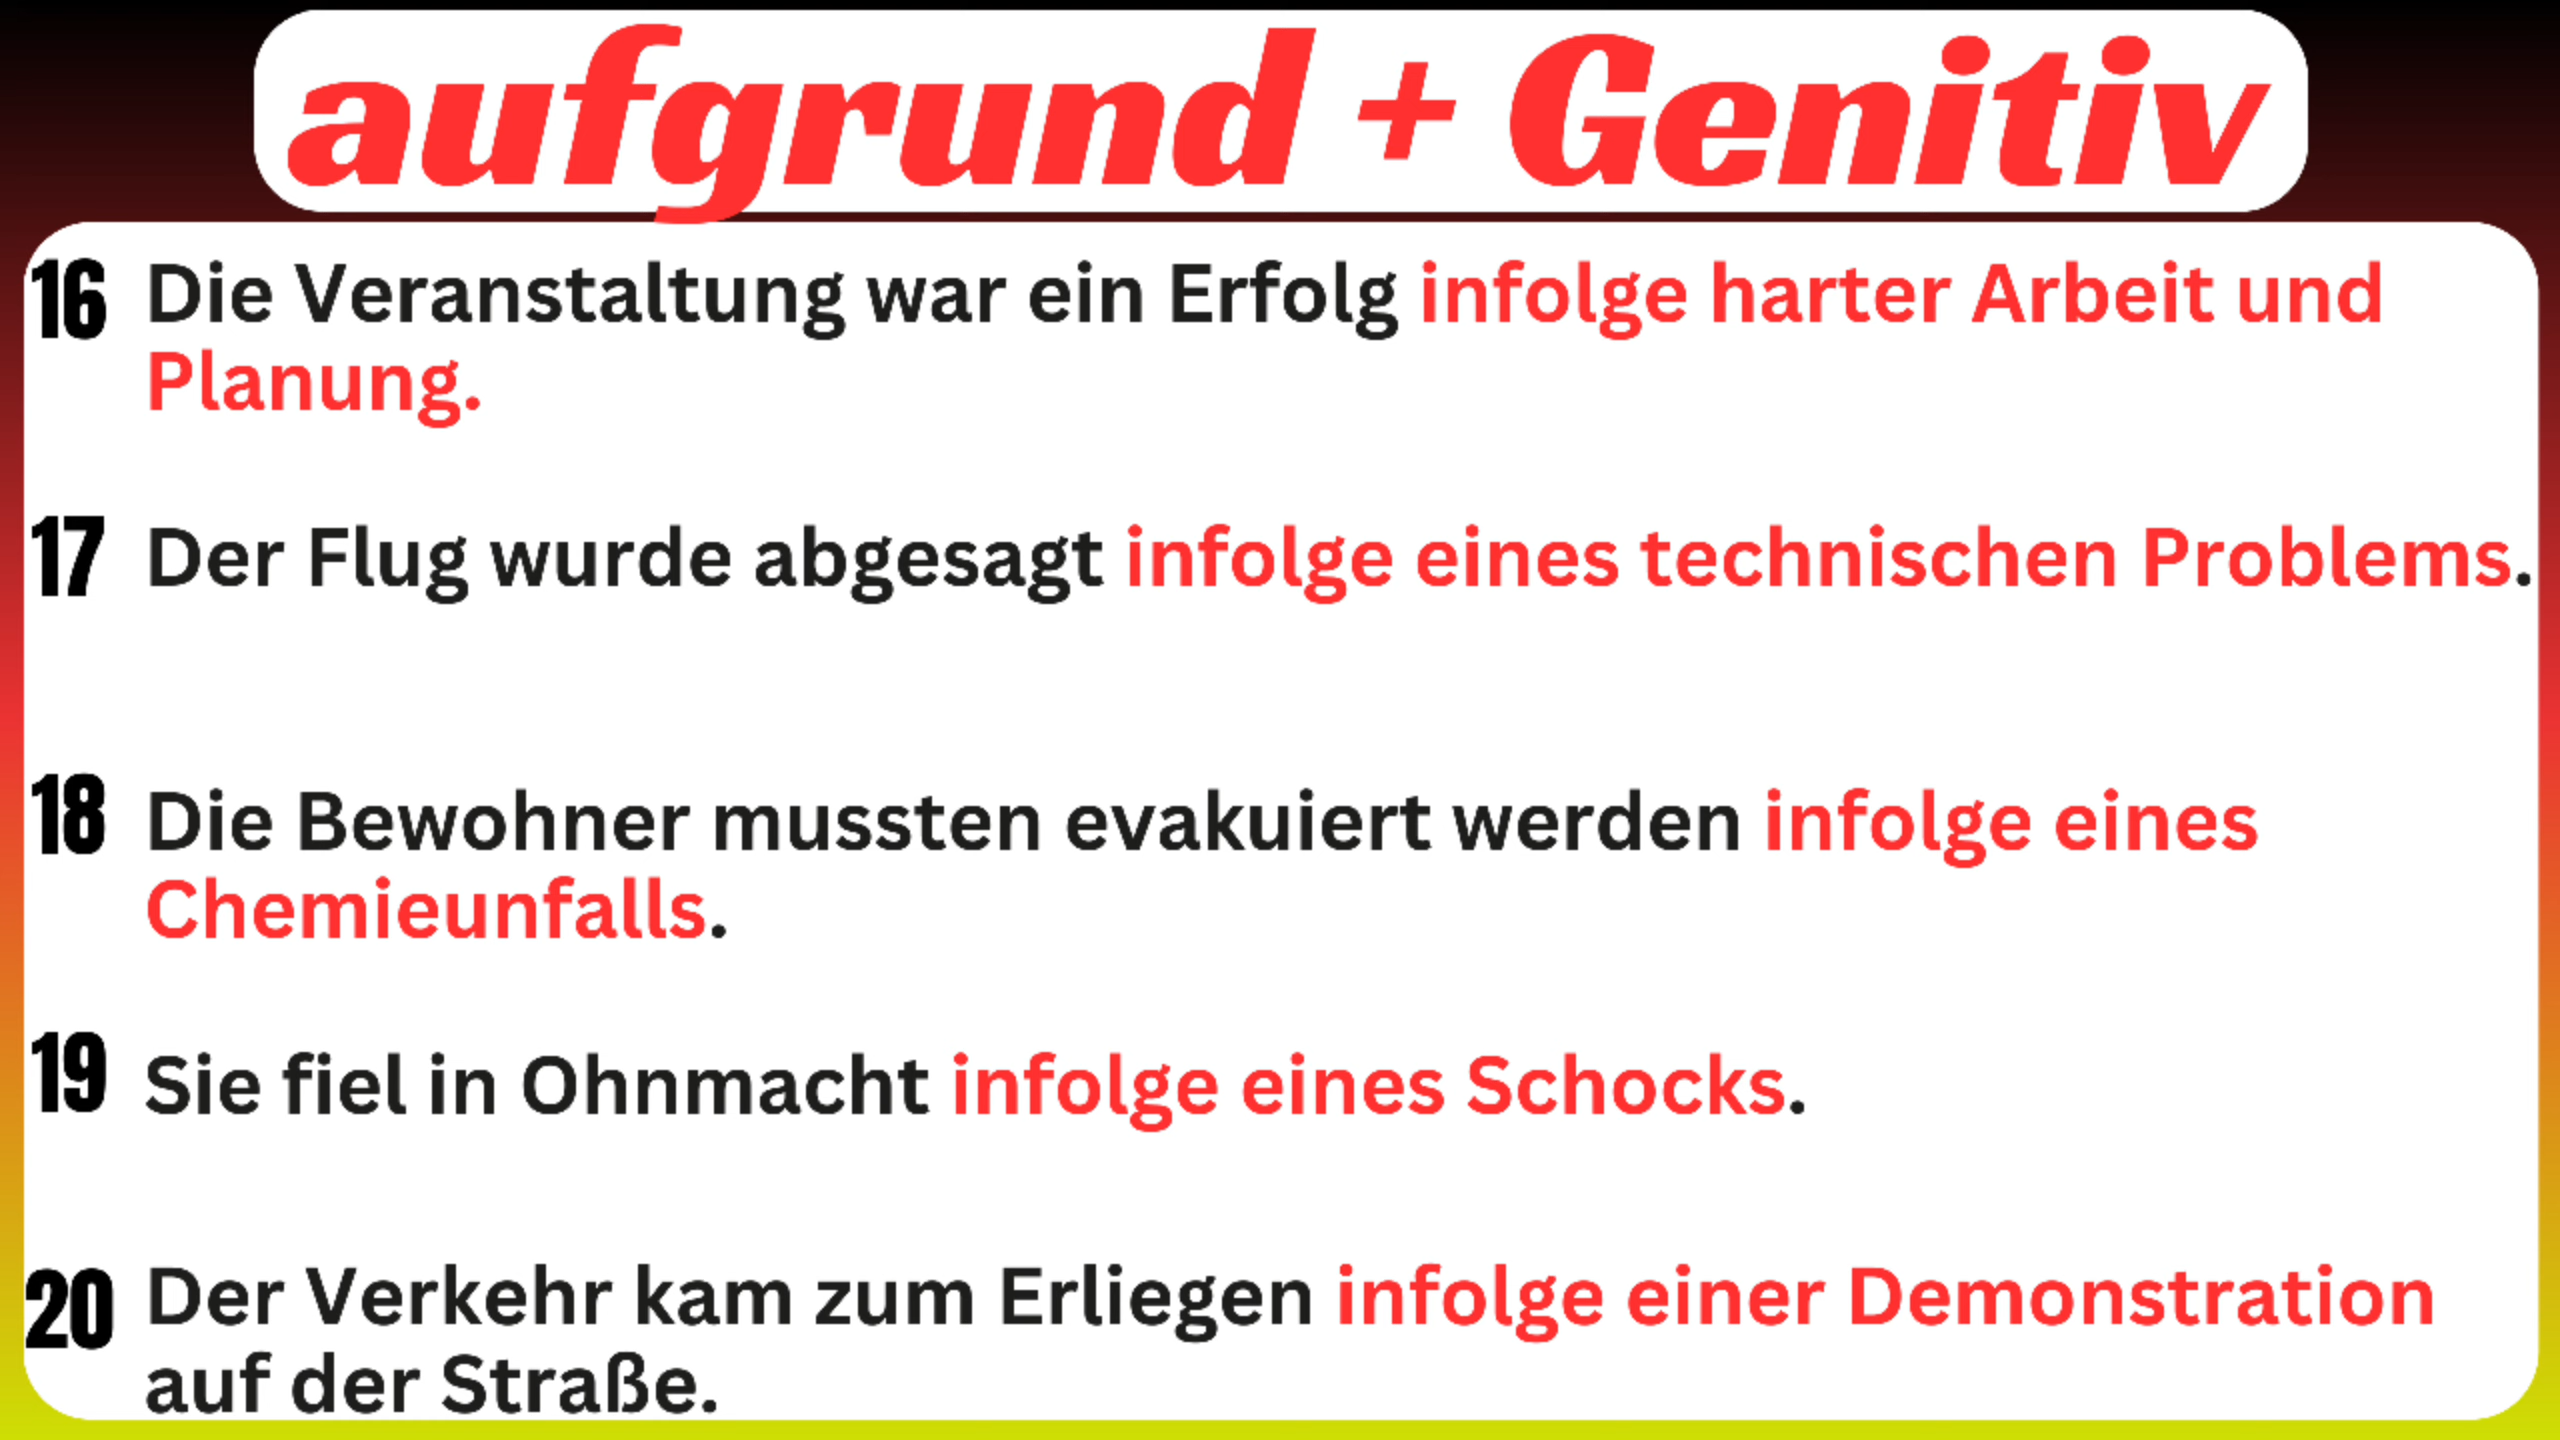 aufgrund + Genitiv
16 Die Veranstaltung war ein Erfolg infolge harter Arbeit und
Planung.
17 Der Flug wurde abgesagt infolge eines technischen Problems.
18 Die Bewohner mussten evakuiert werden infolge eines
Chemieunfalls.
19 Sie fiel in Ohnmacht infolge eines Schocks.
20 Der Verkehr kam zum Erliegen infolge einer Demonstration
auf der Straße.